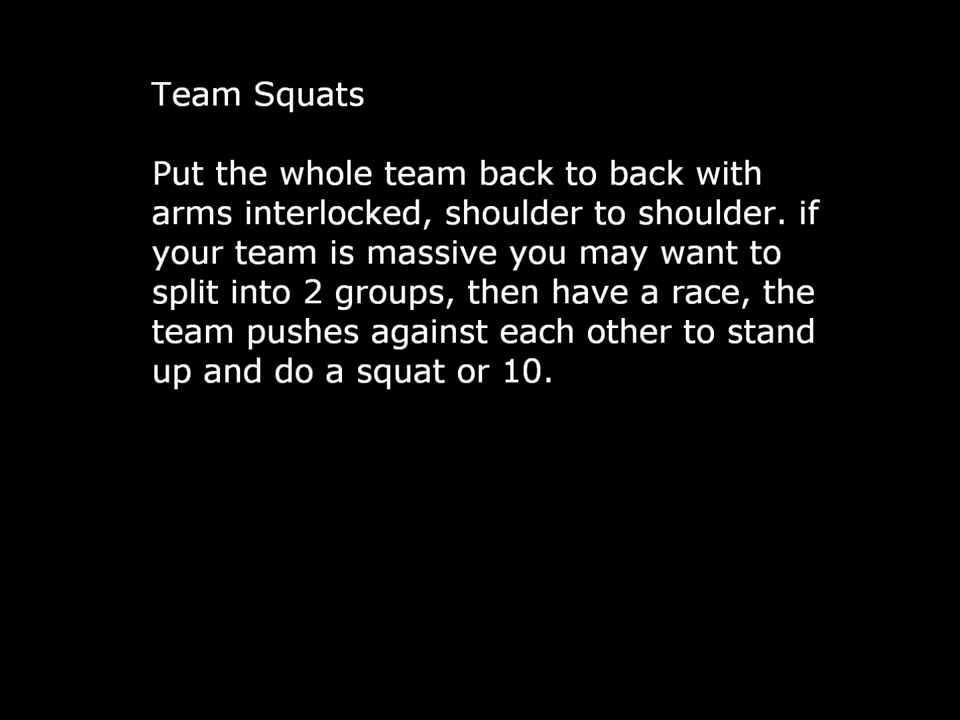 Team Squats
Put the whole team back to back with
arms interlocked, shoulder to shoulder. if
your team is massive you may want to
split into 2 groups, then have a race, the
team pushes against each other to stand
up and do a squat or 10.